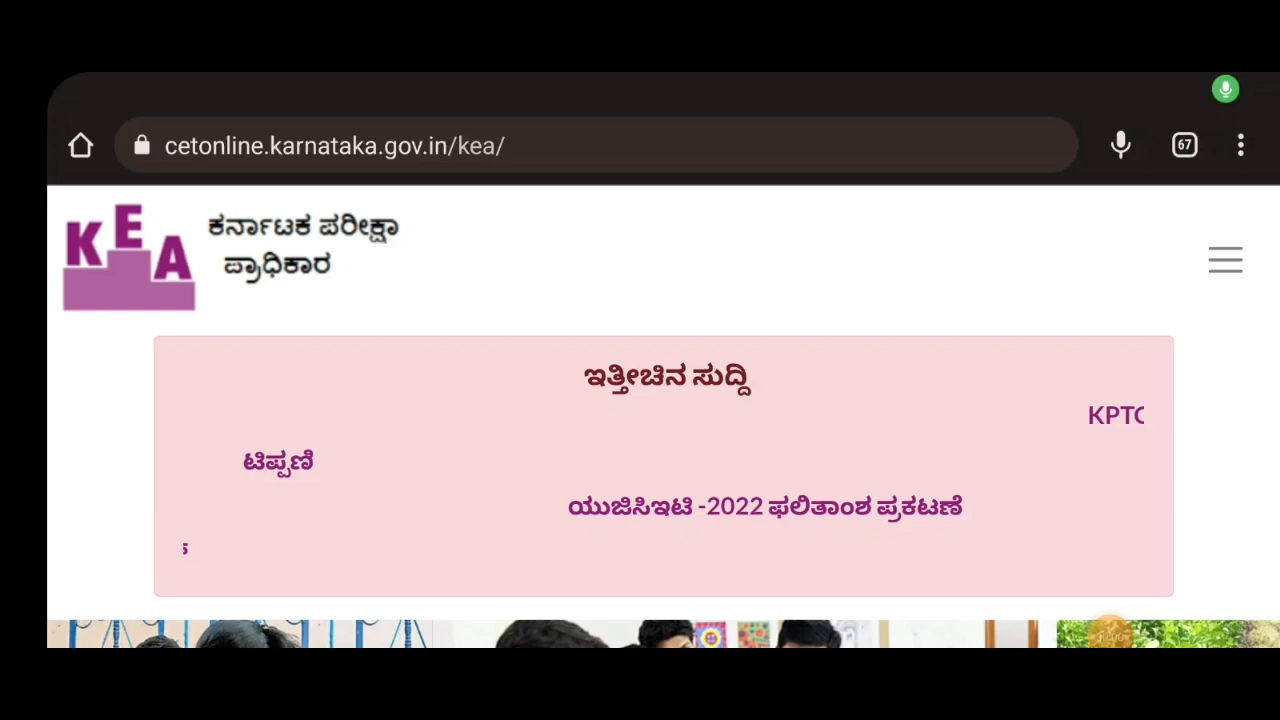 cetonline.karnataka.gov.in/kea/
67
KEA
ಕರ್ನಾಟಕ ಪರೀಕ್ಷಾ
ಪ್ರಾಧಿಕಾರ
ಇತ್ತೀಚಿನ ಸುದ್ದಿ
KPTC
ಟಿಪ್ಪಣಿ
ಯುಜಿಸಿಇಟಿ -2022 ಫಲಿತಾಂಶ ಪ್ರಕಟಣೆ